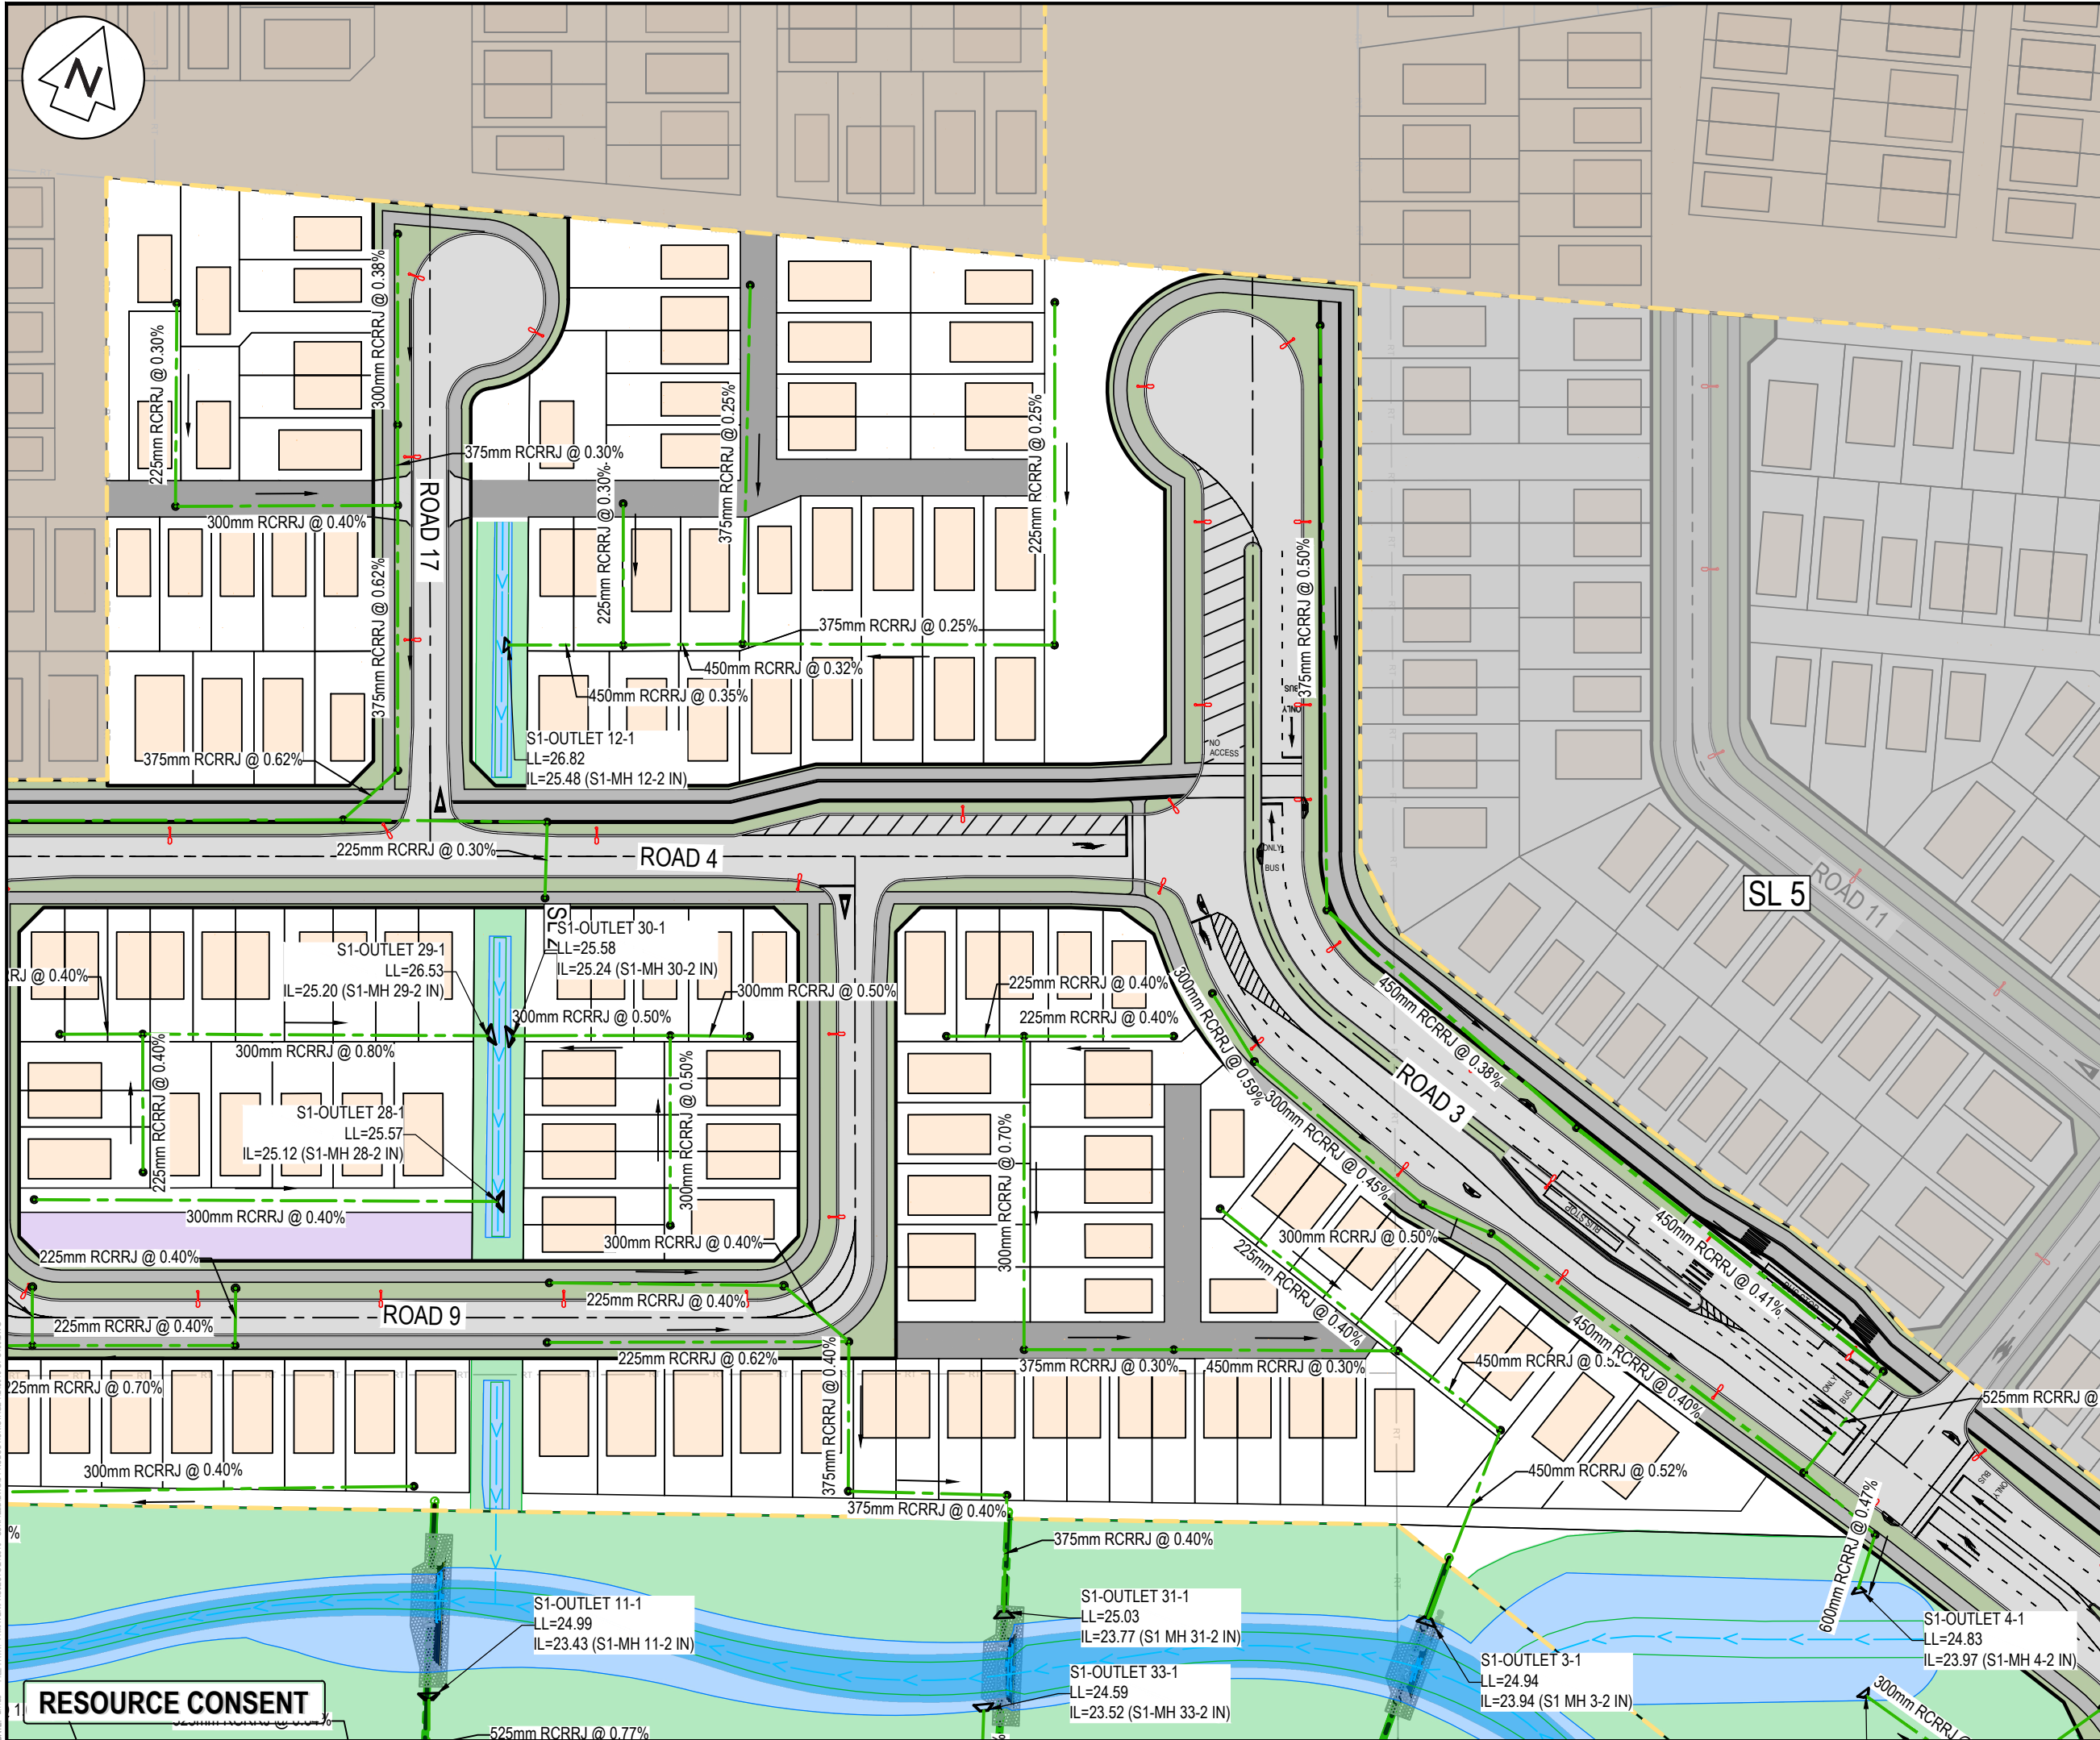 N
225mm RCRRJ @ 0.30%
300mm RCRRJ @ 0.38%
375mm RCRRJ @ 0.30%
300mm RCRRJ @ 0.40%
ROAD 17
375mm RCRRJ @ 0.62%
375mm RCRRJ @ 0.62%
225mm RCRRJ @ 0.30%
375mm RCRRJ @ 0.25%
225mm RCRRJ @ 0.25%
375mm RCRRJ @ 0.25%
450mm RCRRJ @ 0.32%
450mm RCRRJ @ 0.35%
S1-OUTLET 12-1
LL=26.82
IL=25.48 (S1-MH 12-2 IN)
375mm RCRRJ @ 0.50%
BUS
ONLY
NO
ACCESS
225mm RCRRJ @ 0.30%
ROAD 4
ONLY
BUS
SL 5
ROAD 11
S1-OUTLET 29-1
LL=26.53
IL=25.20 (S1-MH 29-2 IN)
S1-OUTLET 30-1
LL=25.58
IL=25.24 (S1-MH 30-2 IN)
RJ @ 0.40%
300mm RCRRJ @ 0.50%
300mm RCRRJ @ 0.50%
300mm RCRRJ @ 0.80%
225mm RCRRJ @ 0.40%
300mm RCRRJ @ 0.50%
225mm RCRRJ @ 0.40%
225mm RCRRJ @ 0.40%
300mm RCRRJ @ 0.59%
450mm RCRRJ @ 0.38%
ROAD 3
S1-OUTLET 28-1
LL=25.57
IL=25.12 (S1-MH 28-2 IN)
300mm RCRRJ @ 0.40%
300mm RCRRJ @ 0.70%
300mm RCRRJ @ 0.45%
300mm RCRRJ @ 0.50%
225mm RCRRJ @ 0.40%
BUS STOP
450mm RCRRJ @ 0.41%
BUS STOP
300mm RCRRJ @ 0.40%
225mm RCRRJ @ 0.40%
225mm RCRRJ @ 0.40%
ROAD 9
225mm RCRRJ @ 0.40%
225mm RCRRJ @ 0.62%
375mm RCRRJ @ 0.40%
375mm RCRRJ @ 0.30%
450mm RCRRJ @ 0.30%
450mm RCRRJ @ 0.52
450mm RCRRJ @ 0.40%
ONLY
BUS
525mm RCRRJ @
225mm RCRRJ @ 0.70%
300mm RCRRJ @ 0.40%
375mm RCRRJ @ 0.40%
375mm RCRRJ @ 0.40%
450mm RCRRJ @ 0.52%
600mm RCRRJ @ 0.47%
BUS
ONLY
S1-OUTLET 11-1
LL=24.99
IL=23.43 (S1-MH 11-2 IN)
S1-OUTLET 31-1
LL=25.03
IL=23.77 (S1 MH 31-2 IN)
S1-OUTLET 33-1
LL=24.59
IL=23.52 (S1-MH 33-2 IN)
S1-OUTLET 3-1
LL=24.94
IL=23.94 (S1 MH 3-2 IN)
S1-OUTLET 4-1
LL=24.83
IL=23.97 (S1-MH 4-2 IN)
300mm RCRRJ
RESOURCE CONSENT
525mm RCRRJ @ 0.77%